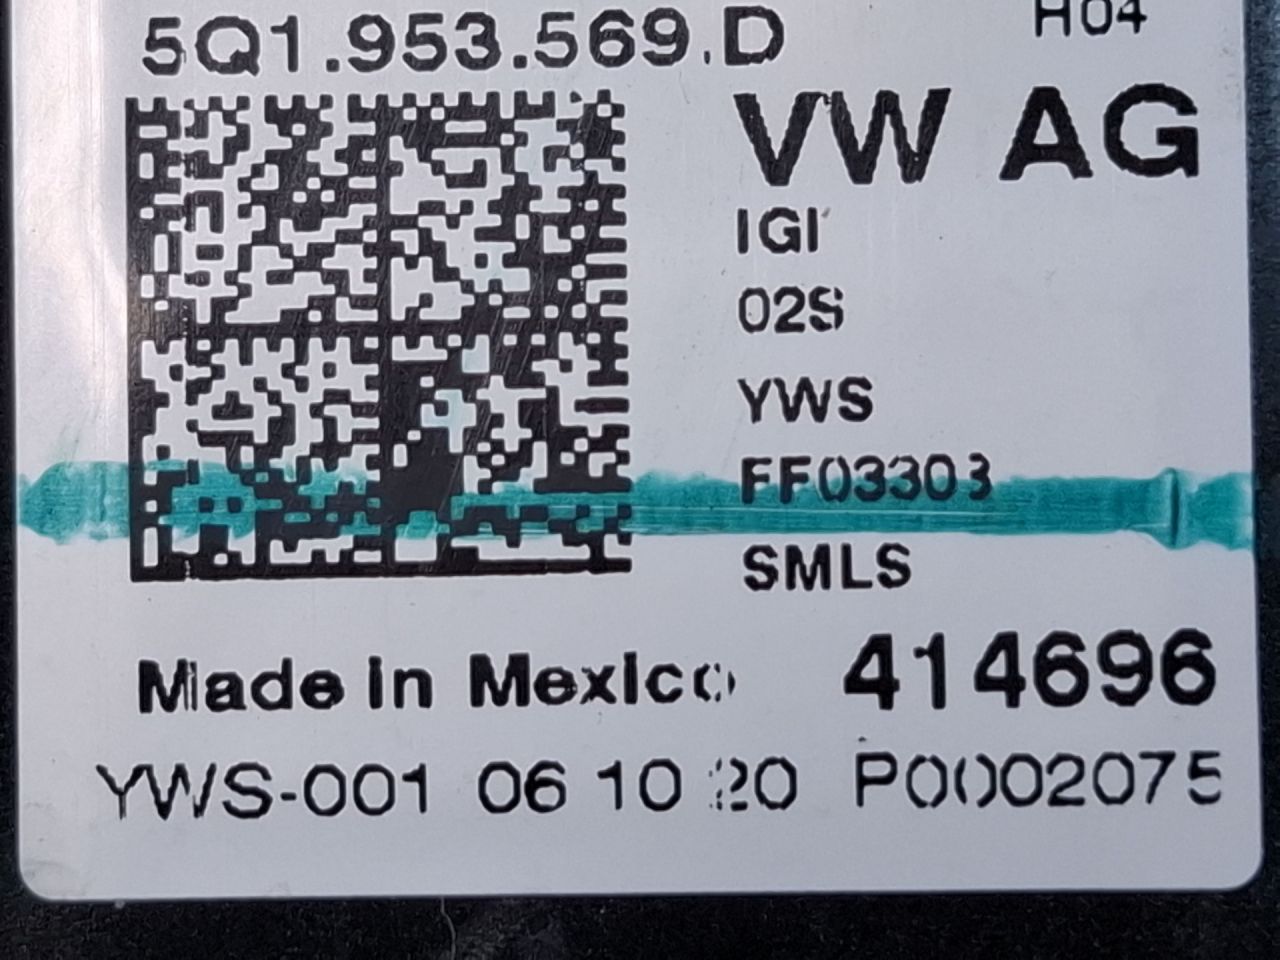 5Q1.953.569.D
H04
VW AG
IGI
02S
YWS
FF03303
SMLS
Made in Mexico
414696
YWS-001 06 10 20 P0002075